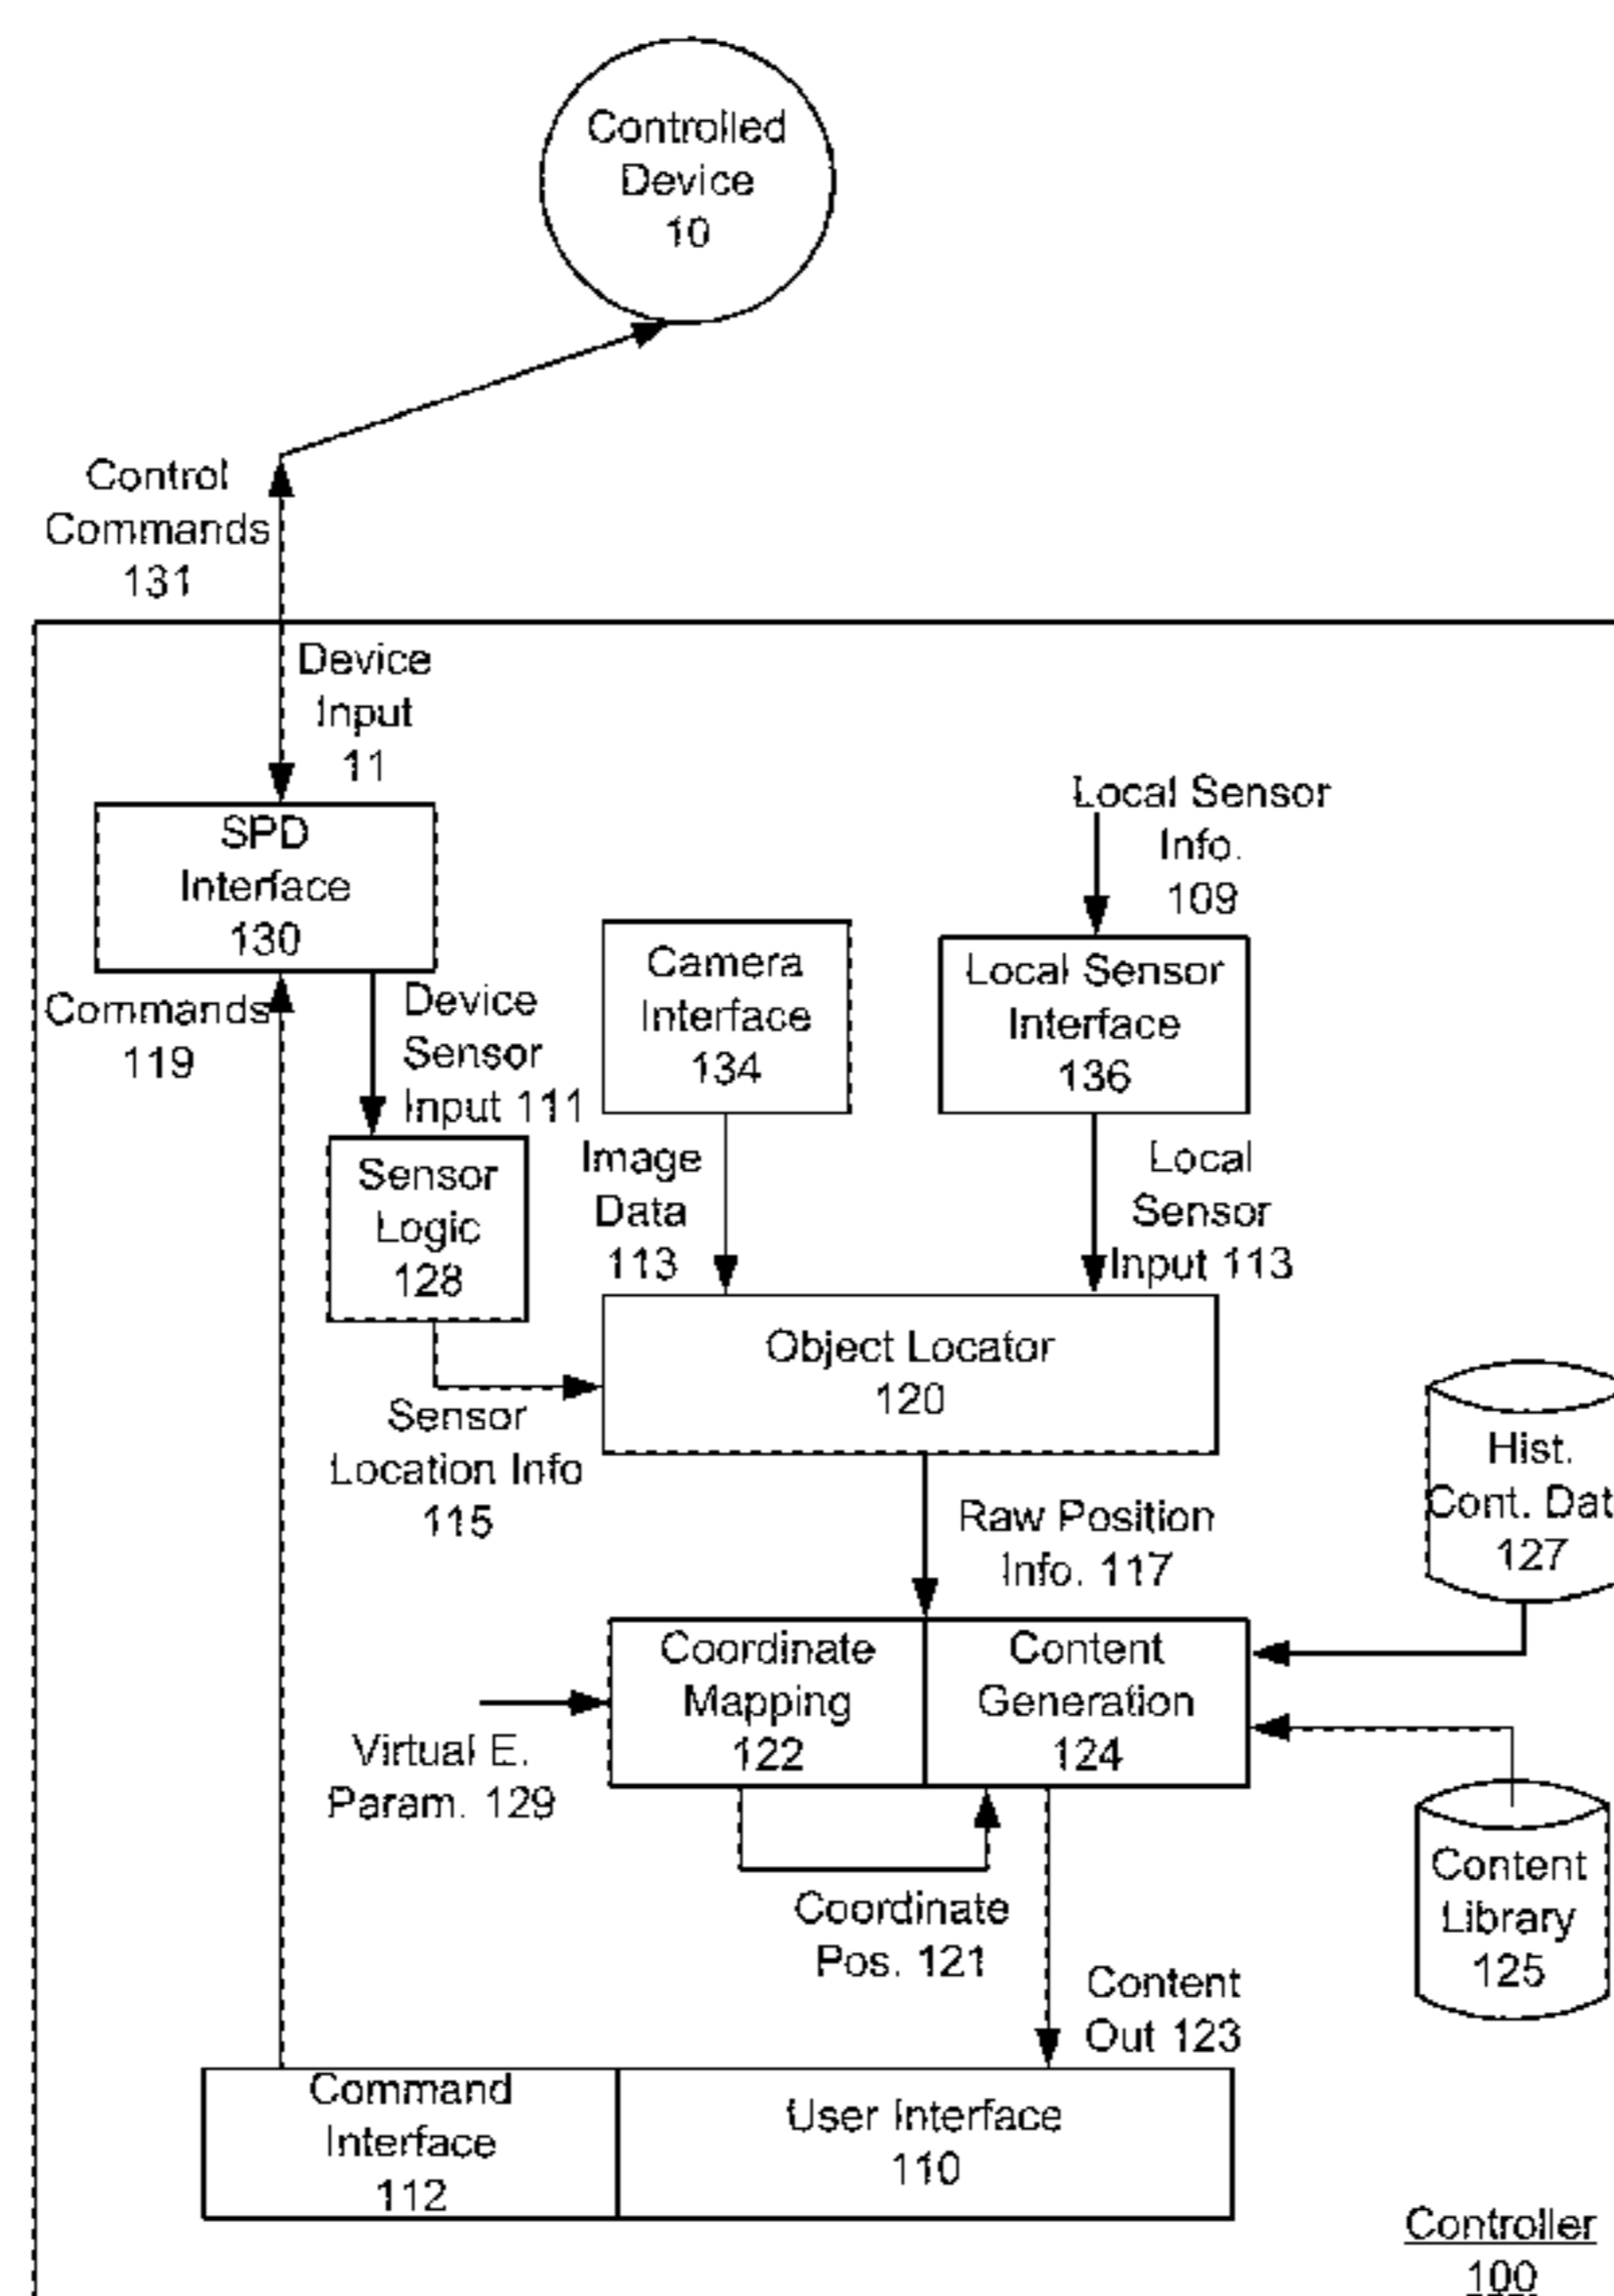 Controlled
Device
10
Control
Commands
131
Device
Input
11
SPD
Interface
130
Local Sensor
Info.
109
Camera
Interface
134
Local Sensor
Interface
136
Commands
119
Device
Sensor
Input 111
Sensor
Logic
128
Image
Data
113
Local
Sensor
Input 113
Object Locator
120
Sensor
Location Info
115
Hist.
Cont. Dat
127
Raw Position
Info. 117
Coordinate
Mapping
122
Content
Generation
124
Virtual E.
Param. 129
Coordinate
Pos. 121
Content
Library
125
Content
Out 123
Command
Interface
112
User Interface
110
Controller
100